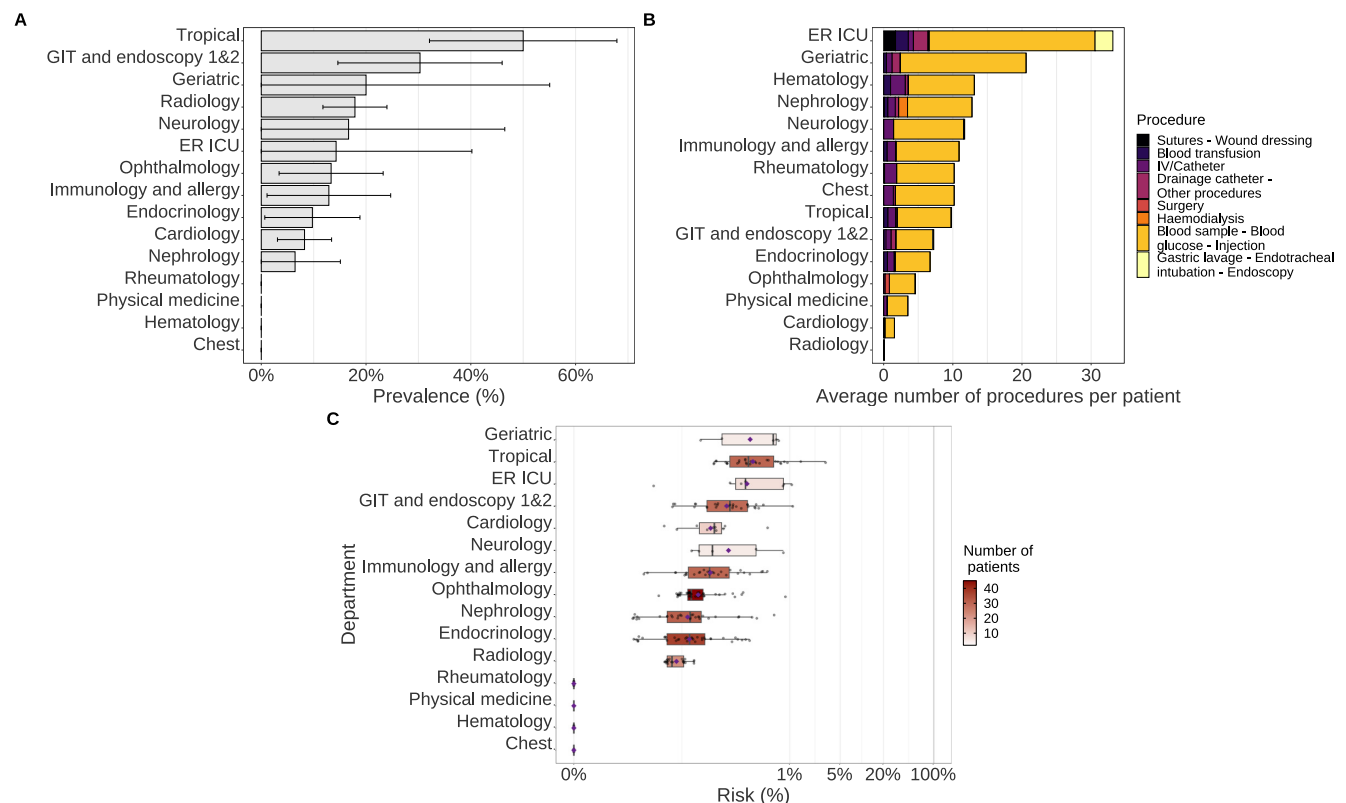 A
Tropical
GIT and endoscopy 1&2
Geriatric
Radiology
Neurology
ER ICU
Ophthalmology
Immunology and allergy
Endocrinology
Cardiology
Nephrology
Rheumatology
Physical medicine
Hematology
Chest
0% 20% 40% 60%
Prevalence (%)
B
ER ICU
Geriatric
Hematology
Nephrology
Neurology
Immunology and allergy
Rheumatology
Chest
Tropical
GIT and endoscopy 1&2
Endocrinology
Ophthalmology
Physical medicine
Cardiology
Radiology
0 10 20 30
Average number of procedures per patient
Procedure
Sutures - Wound dressing
Blood transfusion
IV/Catheter
Drainage catheter -
Other procedures
Surgery
Haemodialysis
Blood sample - Blood
glucose - Injection
Gastric lavage - Endotracheal
intubation - Endoscopy
C
Department
Geriatric
Tropical
ER ICU
GIT and endoscopy 1&2
Cardiology
Neurology
Immunology and allergy
Ophthalmology
Nephrology
Endocrinology
Radiology
Rheumatology
Physical medicine
Hematology
Chest
0% 1% 5% 20% 100%
Risk (%)
Number of
patients
40
30
20
10